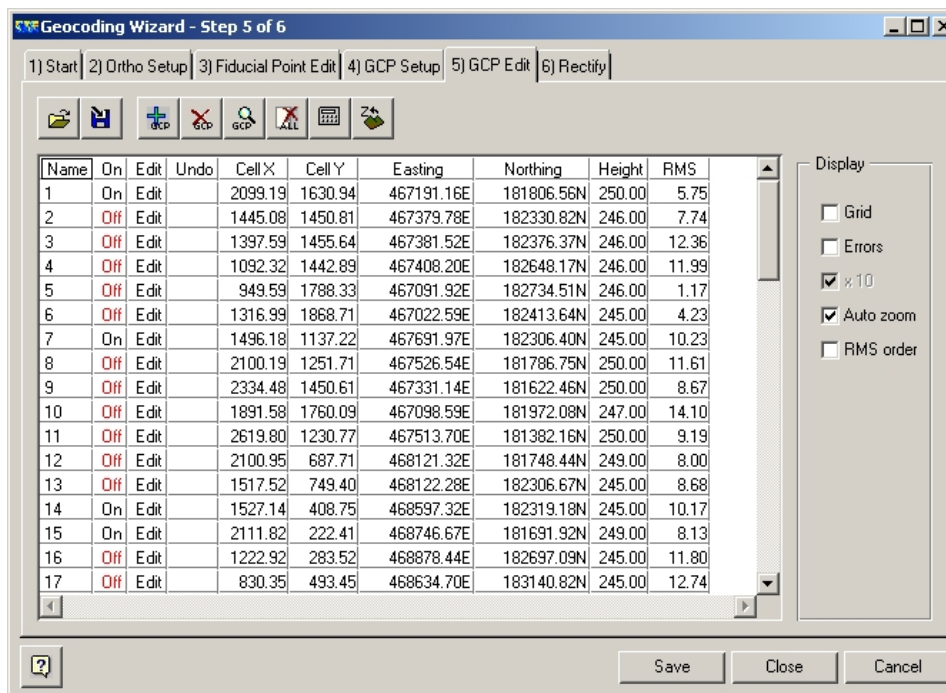 Geocoding Wizard - Step 5 of 6
1) Start 2) Ortho Setup 3) Fiducial Point Edit 4) GCP Setup 5) GCP Edit 6) Rectify
GCP GCP GCP ALL Z
Name On Edit Undo Cell X Cell Y Easting Northing Height RMS
1 On Edit 2099.19 1630.94 467191.16E 181806.56N 250.00 5.75
2 Off Edit 1445.08 1450.81 467379.78E 182330.82N 246.00 7.74
3 Off Edit 1397.59 1455.64 467381.52E 182376.37N 246.00 12.36
4 Off Edit 1092.32 1442.89 467408.20E 182648.17N 246.00 11.99
5 Off Edit 949.59 1788.33 467091.92E 182734.51N 246.00 1.17
6 Off Edit 1316.99 1868.71 467022.59E 182413.64N 245.00 4.23
7 On Edit 1496.18 1137.22 467691.97E 182306.40N 245.00 10.23
8 Off Edit 2100.19 1251.71 467526.54E 181786.75N 250.00 11.61
9 Off Edit 2334.48 1450.61 467331.14E 181622.46N 250.00 8.67
10 Off Edit 1891.58 1760.09 467098.59E 181972.08N 247.00 14.10
11 Off Edit 2619.80 1230.77 467513.70E 181382.16N 250.00 9.19
12 Off Edit 2100.95 687.71 468121.32E 181748.44N 249.00 8.00
13 Off Edit 1517.52 749.40 468122.28E 182306.67N 245.00 8.68
14 On Edit 1527.14 408.75 468597.32E 182319.18N 245.00 10.17
15 On Edit 2111.82 222.41 468746.67E 181691.92N 249.00 8.13
16 Off Edit 1222.92 283.52 468878.44E 182697.09N 245.00 11.80
17 Off Edit 830.35 493.45 468634.70E 183140.82N 245.00 12.74
Display
Grid
Errors
x 10
Auto zoom
RMS order
?
Save Close Cancel